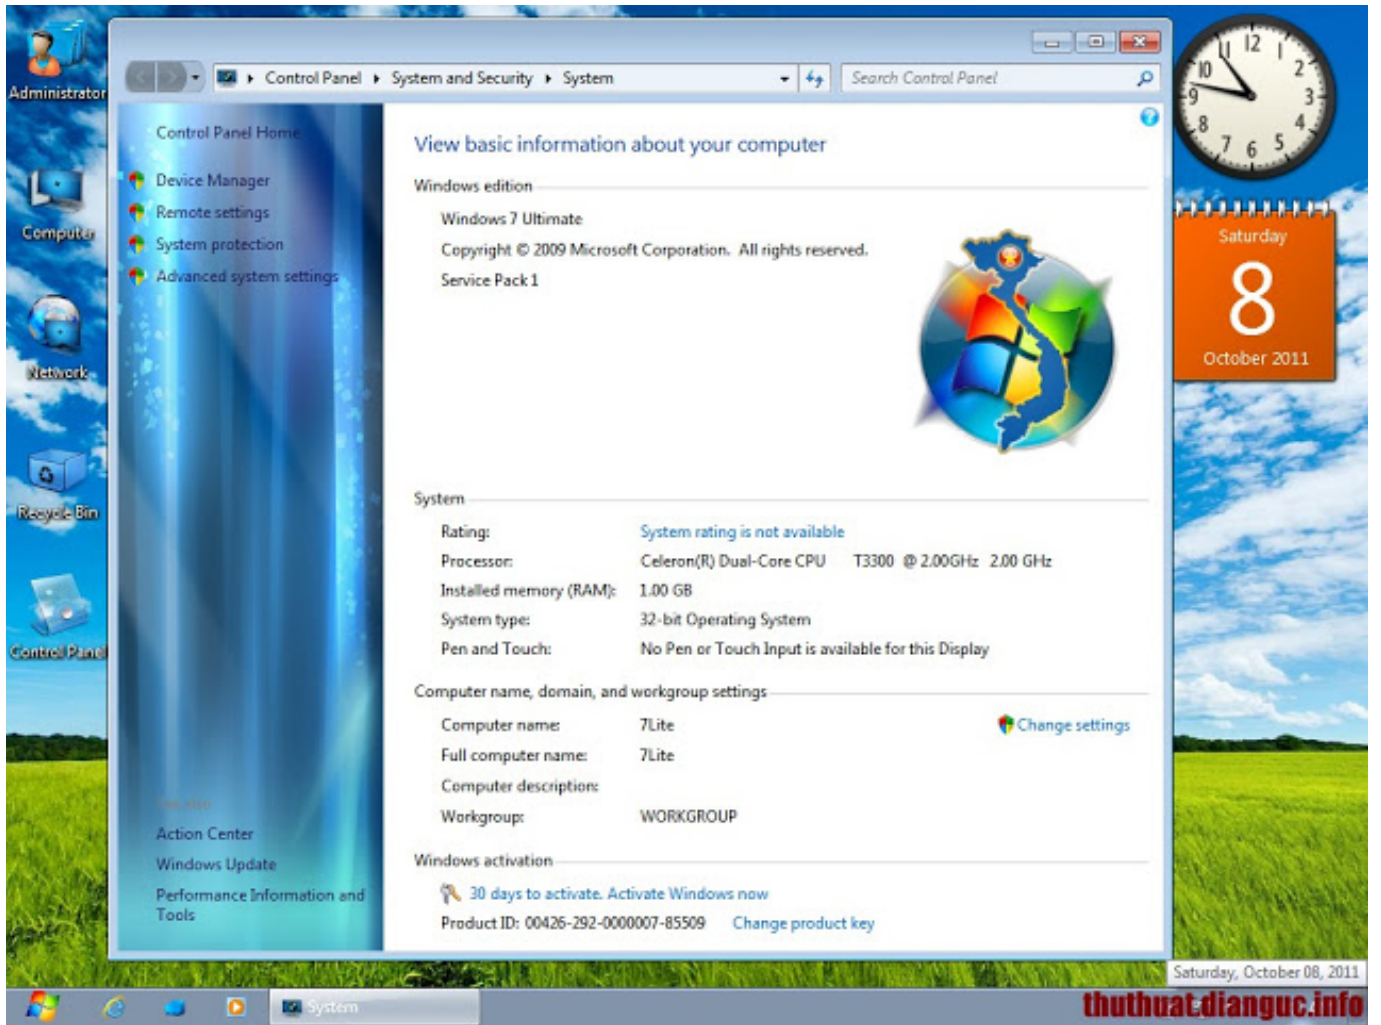 Administrator
Computer
Network
Recycle Bin
Control Panel
Control Panel
System and Security
System
Search Control Panel
Control Panel Home
Device Manager
Remote settings
System protection
Advanced system settings
See also
Action Center
Windows Update
Performance Information and
Tools
View basic information about your computer
Windows edition
Windows 7 Ultimate
Copyright © 2009 Microsoft Corporation. All rights reserved.
Service Pack 1
System
Rating: System rating is not available
Processor: Celeron(R) Dual-Core CPU T3300 @ 2.00GHz 2.00 GHz
Installed memory (RAM): 1.00 GB
System type: 32-bit Operating System
Pen and Touch: No Pen or Touch Input is available for this Display
Computer name, domain, and workgroup settings
Computer name: 7Lite Change settings
Full computer name: 7Lite
Computer description:
Workgroup: WORKGROUP
Windows activation
30 days to activate. Activate Windows now
Product ID: 00426-292-0000007-85509 Change product key
12
1
2
3
4
5
6
7
8
9
10
11
Saturday
8
October 2011
Saturday, October 08, 2011
System
thuthuat.dianguc.info